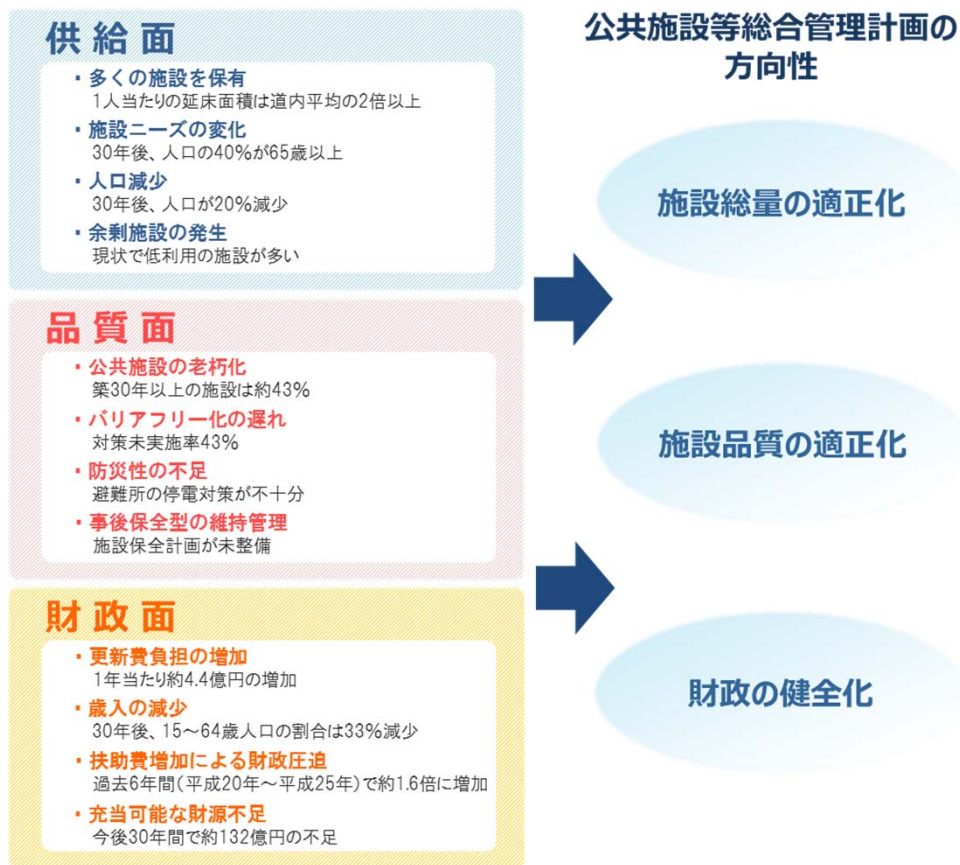 供給面
・多くの施設を保有
1人当たりの延床面積は道内平均の2倍以上
・施設ニーズの変化
30年後、人口の40%が65歳以上
・人口減少
30年後、人口が20%減少
・余剰施設の発生
現状で低利用の施設が多い
品質面
・公共施設の老朽化
築30年以上の施設は約43%
・バリアフリー化の遅れ
対策未実施率43%
・防災性の不足
避難所の停電対策が不十分
・事後保全型の維持管理
施設保全計画が未整備
財政面
・更新費負担の増加
1年当たり約4.4億円の増加
・歳入の減少
30年後、15～64歳人口の割合は33%減少
・扶助費増加による財政圧迫
過去6年間(平成20年～平成25年)で約1.6倍に増加
・充当可能な財源不足
今後30年間で約132億円の不足
公共施設等総合管理計画の
方向性
施設総量の適正化
施設品質の適正化
財政の健全化